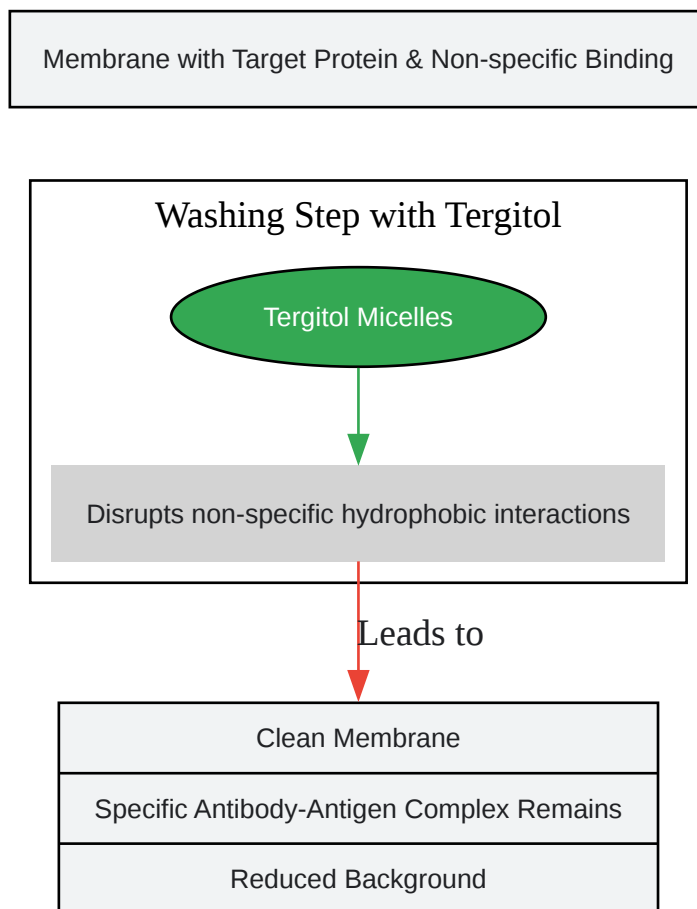 Membrane with Target Protein & Non-specific Binding
Washing Step with Tergitol
Tergitol Micelles
Disrupts non-specific hydrophobic interactions
Leads to
Clean Membrane
Specific Antibody-Antigen Complex Remains
Reduced Background